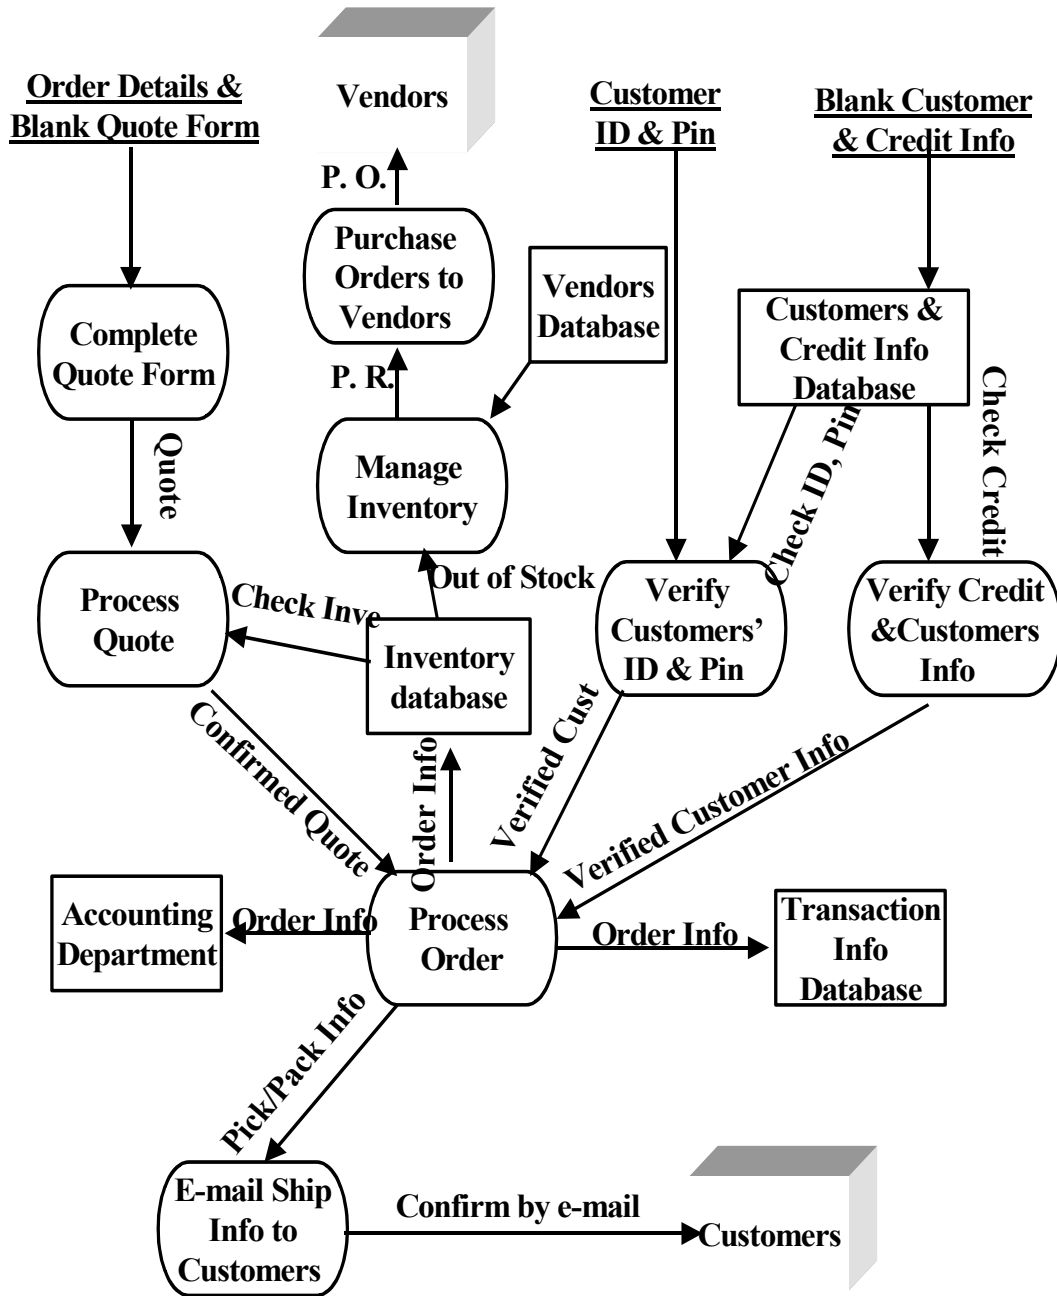 Order Details &
Blank Quote Form
Vendors
Customer
ID & Pin
Blank Customer
& Credit Info
P. O.
Purchase
Orders to
Vendors
Vendors
Database
Customers &
Credit Info
Database
Complete
Quote Form
P. R.
Quote
Manage
Inventory
Check ID, Pin
Check Credit
Out of Stock
Process
Quote
Check Inve
Inventory
database
Verify
Customers’
ID & Pin
Verify Credit
&Customers
Info
Confirmed Quote
Order Info
Verified Cust
Verified Customer Info
Accounting
Department
Order Info
Process
Order
Order Info
Transaction
Info
Database
Pick/Pack Info
E-mail Ship
Info to
Customers
Confirm by e-mail
Customers